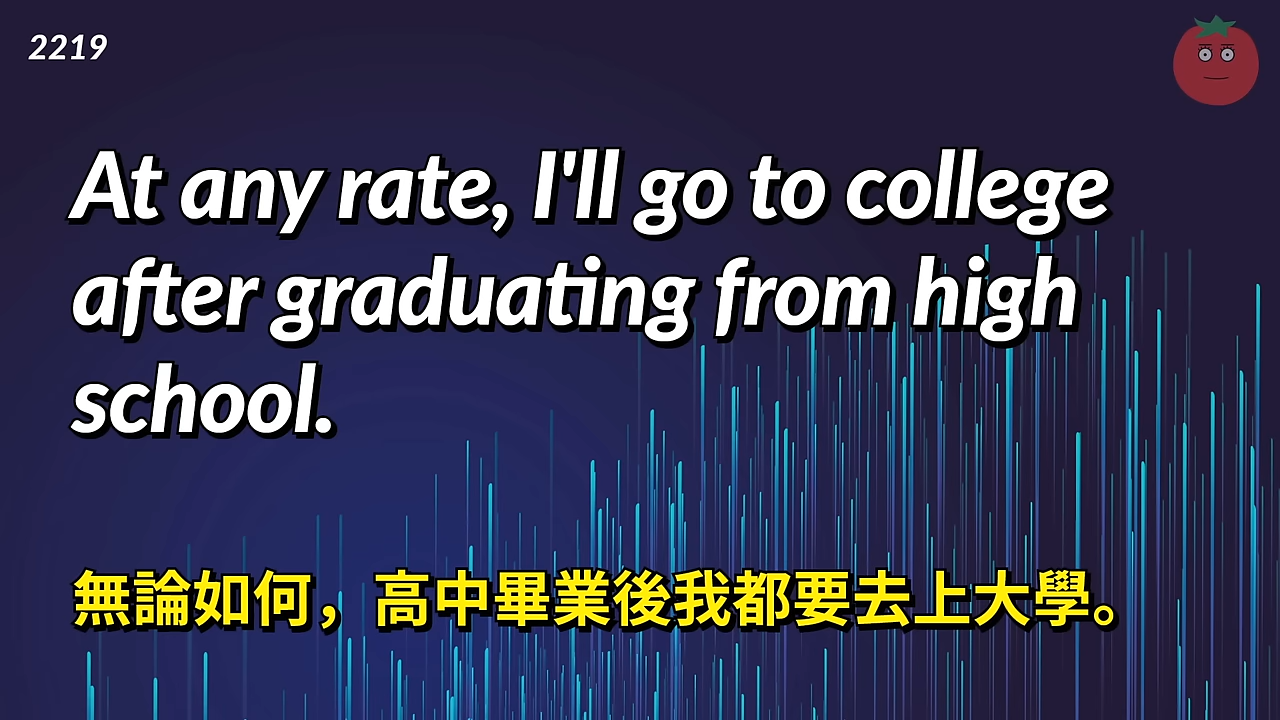 2219
At any rate, I'll go to college
after graduating from high
school.
無論如何，高中畢業後我都要去上大學。